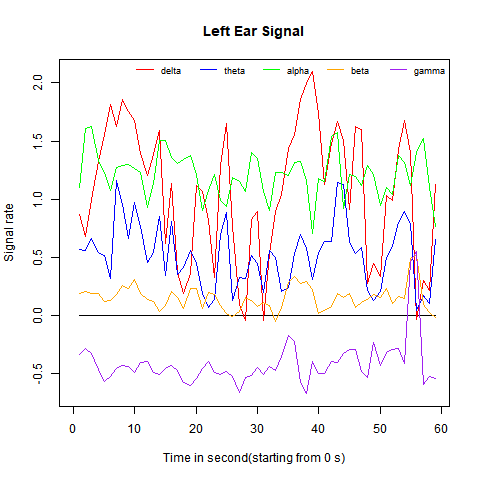 Left Ear Signal
delta theta alpha beta gamma
Signal rate
2.0
1.5
1.0
0.5
0.0
-0.5
0 10 20 30 40 50 60
Time in second(starting from 0 s)